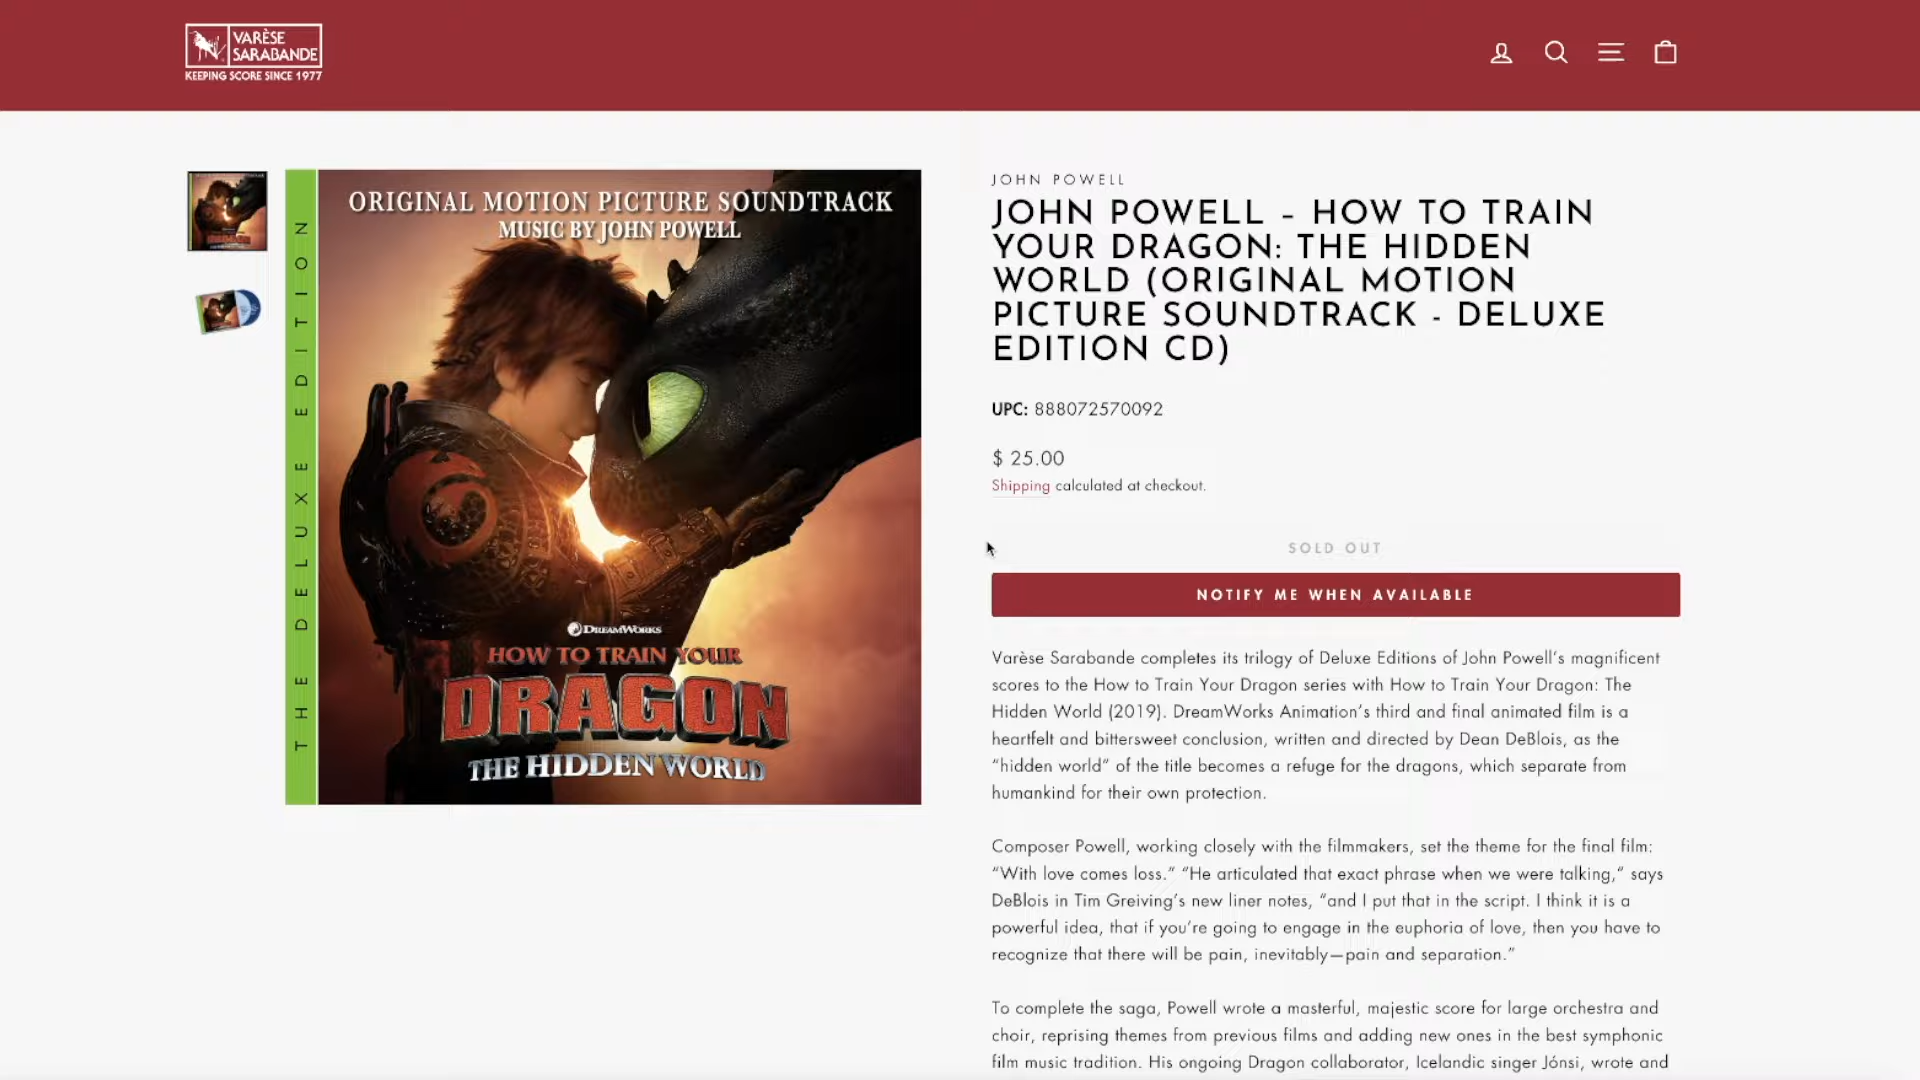 VARÈSE
SARABANDE
KEEPING SCORE SINCE 1977
THE DELUXE EDITION
ORIGINAL MOTION PICTURE SOUNDTRACK
MUSIC BY JOHN POWELL
DREAMWORKS
HOW TO TRAIN YOUR
DRAGON
THE HIDDEN WORLD
JOHN POWELL
JOHN POWELL – HOW TO TRAIN
YOUR DRAGON: THE HIDDEN
WORLD (ORIGINAL MOTION
PICTURE SOUNDTRACK - DELUXE
EDITION CD)
UPC: 888072570092
$ 25.00
Shipping calculated at checkout.
SOLD OUT
NOTIFY ME WHEN AVAILABLE
Varèse Sarabande completes its trilogy of Deluxe Editions of John Powell’s magnificent
scores to the How to Train Your Dragon series with How to Train Your Dragon: The
Hidden World (2019). DreamWorks Animation’s third and final animated film is a
heartfelt and bittersweet conclusion, written and directed by Dean DeBlois, as the
“hidden world” of the title becomes a refuge for the dragons, which separate from
humankind for their own protection.
Composer Powell, working closely with the filmmakers, set the theme for the final film:
“With love comes loss.” “He articulated that exact phrase when we were talking,” says
DeBlois in Tim Greiving’s new liner notes, “and I put that in the script. I think it is a
powerful idea, that if you’re going to engage in the euphoria of love, then you have to
recognize that there will be pain, inevitably—pain and separation.”
To complete the saga, Powell wrote a masterful, majestic score for large orchestra and
choir, reprising themes from previous films and adding new ones in the best symphonic
film music tradition. His ongoing Dragon collaborator, Icelandic singer Jónsi, wrote and